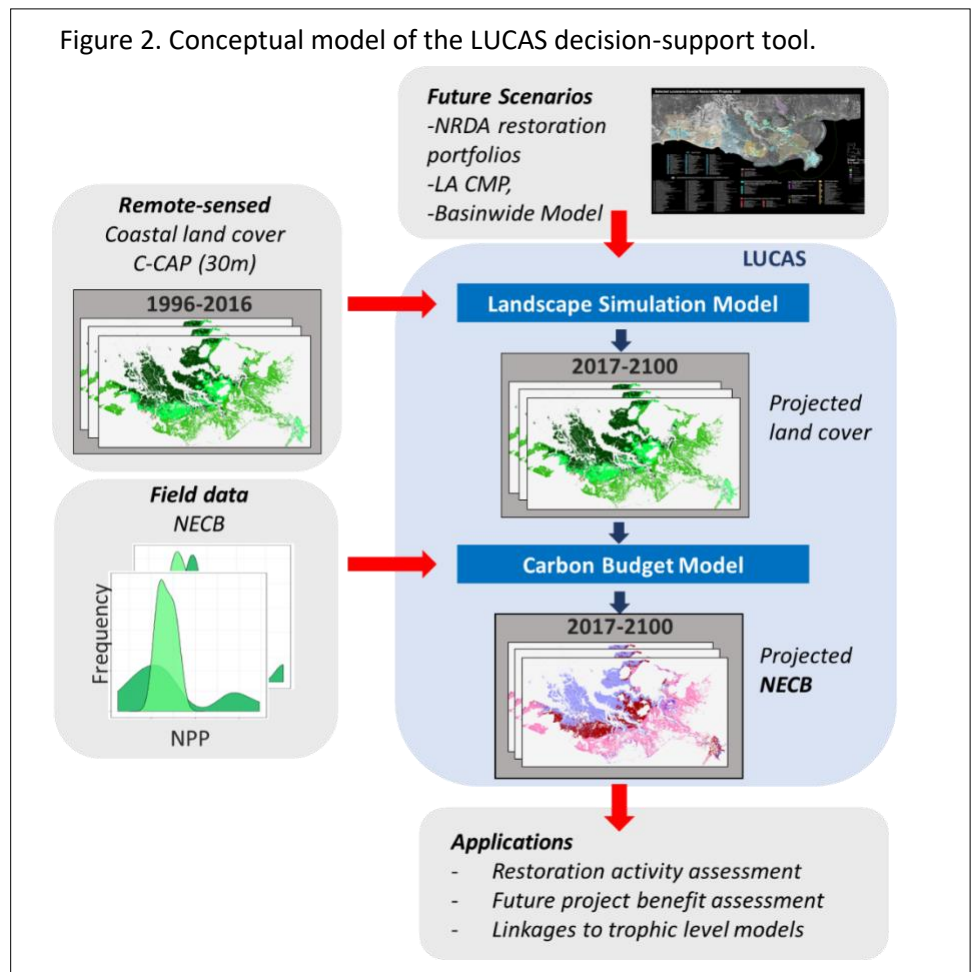 Figure 2. Conceptual model of the LUCAS decision-support tool.
Future Scenarios
-NRDA restoration
portfolios
-LA CMP,
-Basinwide Model
Remote-sensed
Coastal land cover
C-CAP (30m)
1996-2016
LUCAS
Landscape Simulation Model
2017-2100
Projected
land cover
Field data
NECB
Frequency
NPP
Carbon Budget Model
2017-2100
Projected
NECB
Applications
- Restoration activity assessment
- Future project benefit assessment
- Linkages to trophic level models